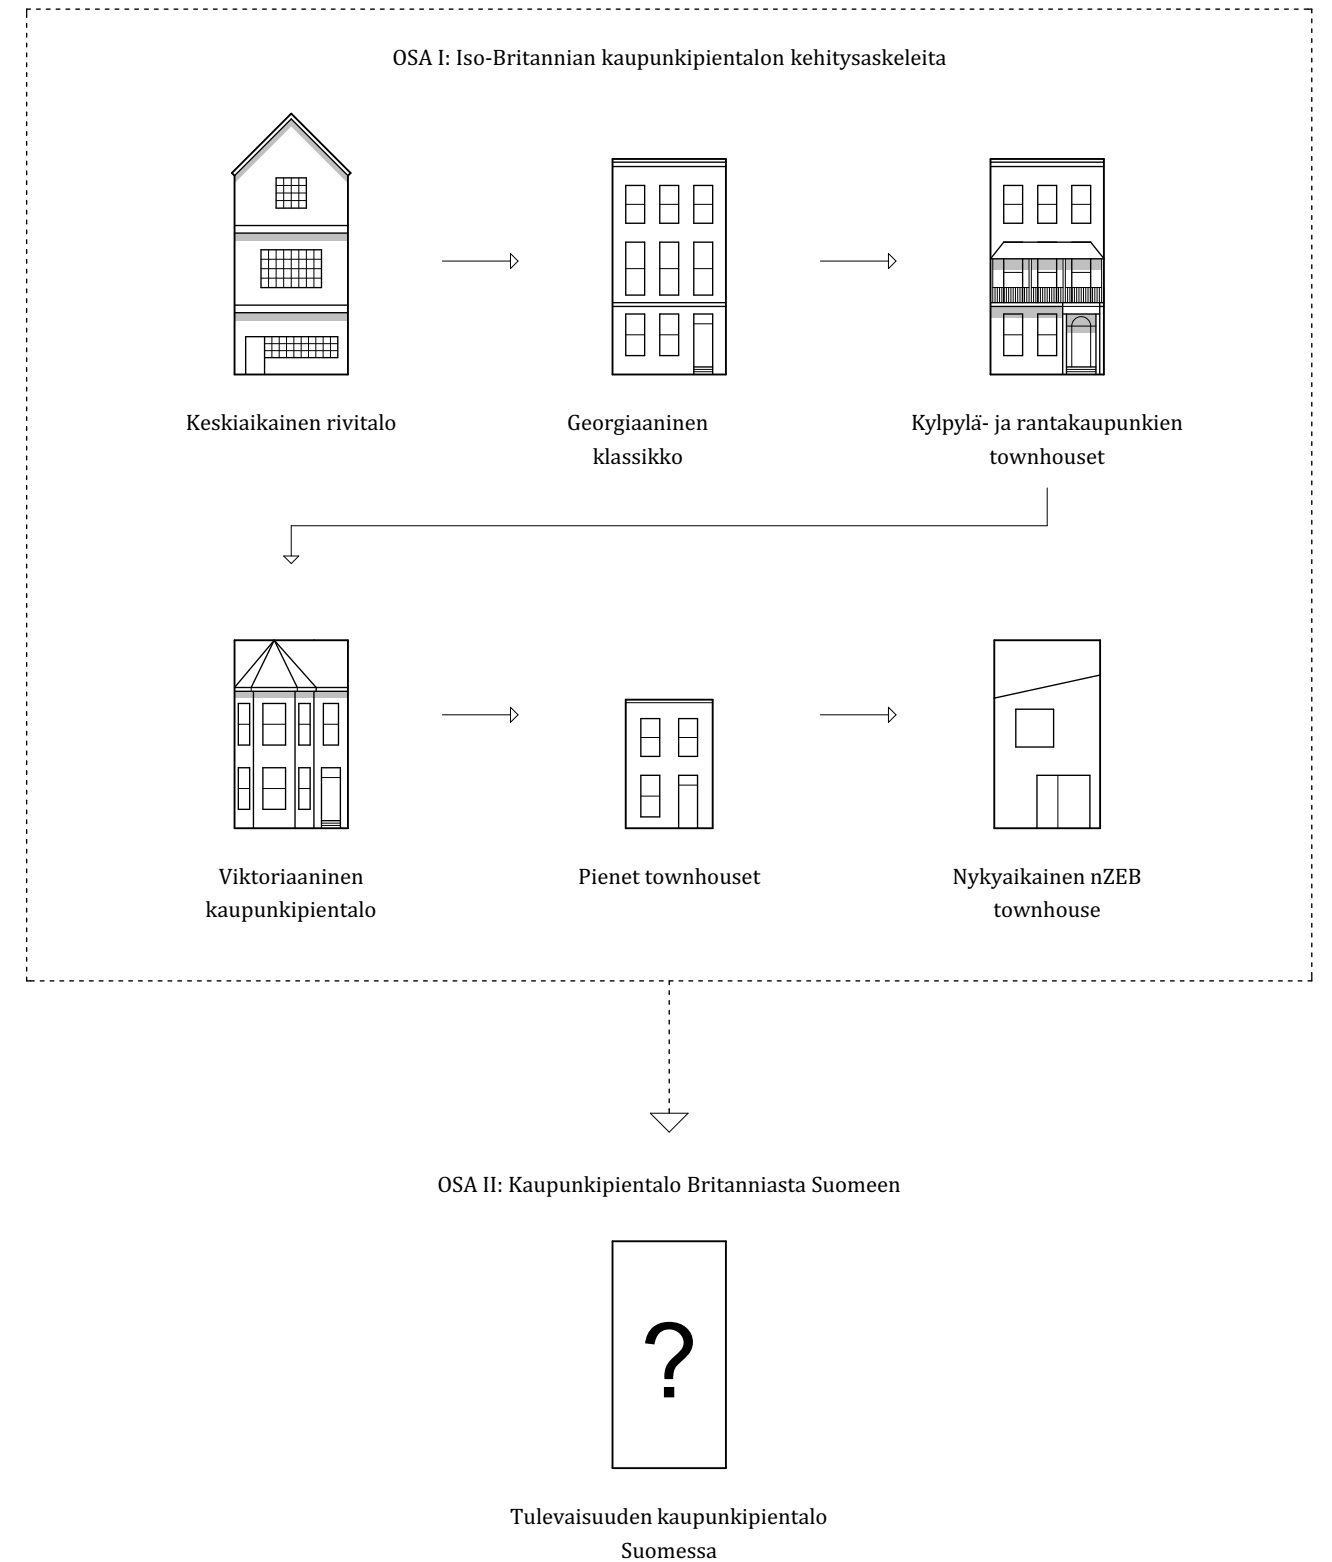 OSA I: Iso-Britannian kaupunkipientalon kehitysaskeleita
Keskiaikainen rivitalo
Georgiaaninen
klassikko
Kylpylä- ja rantakaupunkien
townhouset
Viktoriaaninen
kaupunkipientalo
Pienet townhouset
Nykyaikainen nZEB
townhouse
OSA II: Kaupunkipientalo Britanniasta Suomeen
?
Tulevaisuuden kaupunkipientalo
Suomessa